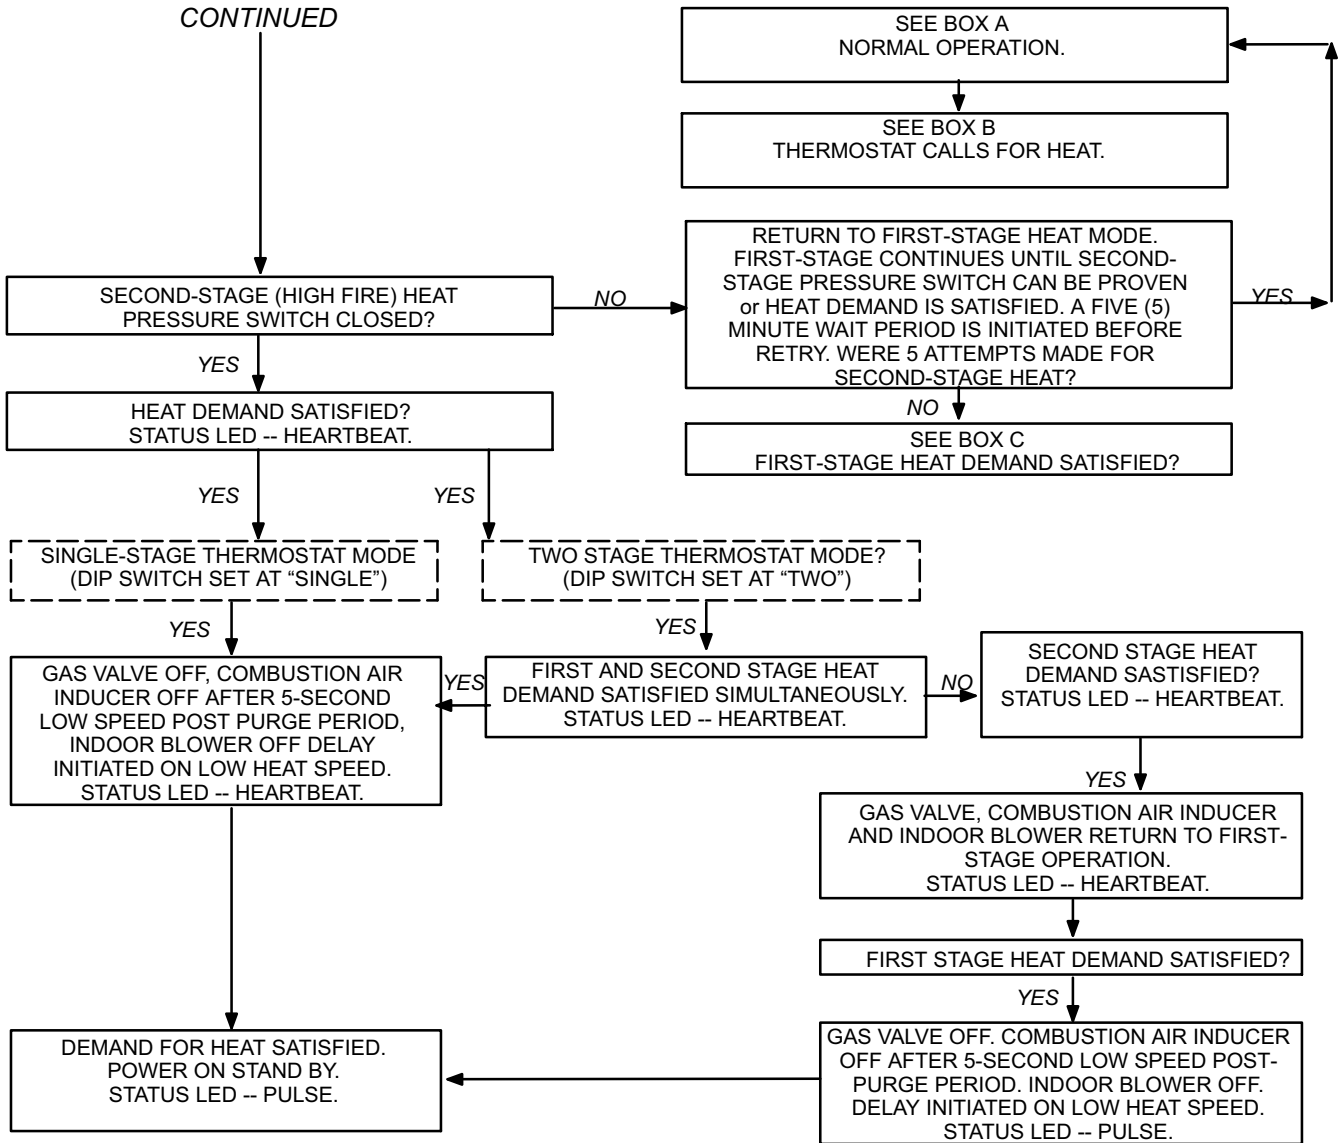 CONTINUED
SEE BOX A
NORMAL OPERATION.
SEE BOX B
THERMOSTAT CALLS FOR HEAT.
SECOND-STAGE (HIGH FIRE) HEAT
PRESSURE SWITCH CLOSED?
NO
RETURN TO FIRST-STAGE HEAT MODE.
FIRST-STAGE CONTINUES UNTIL SECOND-
STAGE PRESSURE SWITCH CAN BE PROVEN
or HEAT DEMAND IS SATISFIED. A FIVE (5)
MINUTE WAIT PERIOD IS INITIATED BEFORE
RETRY. WERE 5 ATTEMPTS MADE FOR
SECOND-STAGE HEAT?
YES
YES
NO
HEAT DEMAND SATISFIED?
STATUS LED -- HEARTBEAT.
SEE BOX C
FIRST-STAGE HEAT DEMAND SATISFIED?
YES
YES
SINGLE-STAGE THERMOSTAT MODE
(DIP SWITCH SET AT “SINGLE”)
TWO STAGE THERMOSTAT MODE?
(DIP SWITCH SET AT “TWO”)
YES
YES
GAS VALVE OFF, COMBUSTION AIR
INDUCER OFF AFTER 5-SECOND
LOW SPEED POST PURGE PERIOD,
INDOOR BLOWER OFF DELAY
INITIATED ON LOW HEAT SPEED.
STATUS LED -- HEARTBEAT.
YES
FIRST AND SECOND STAGE HEAT
DEMAND SATISFIED SIMULTANEOUSLY.
STATUS LED -- HEARTBEAT.
NO
SECOND STAGE HEAT
DEMAND SASTISFIED?
STATUS LED -- HEARTBEAT.
YES
GAS VALVE, COMBUSTION AIR INDUCER
AND INDOOR BLOWER RETURN TO FIRST-
STAGE OPERATION.
STATUS LED -- HEARTBEAT.
FIRST STAGE HEAT DEMAND SATISFIED?
YES
DEMAND FOR HEAT SATISFIED.
POWER ON STAND BY.
STATUS LED -- PULSE.
GAS VALVE OFF. COMBUSTION AIR INDUCER
OFF AFTER 5-SECOND LOW SPEED POST-
PURGE PERIOD. INDOOR BLOWER OFF.
DELAY INITIATED ON LOW HEAT SPEED.
STATUS LED -- PULSE.